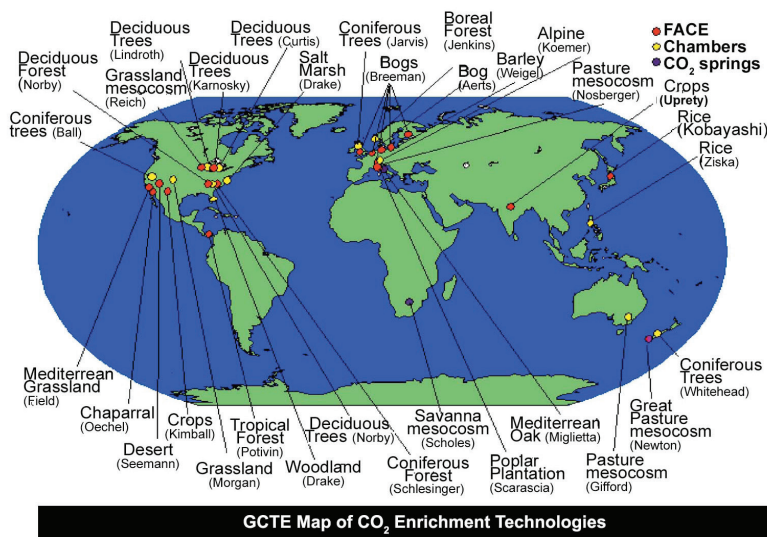 Deciduous
Trees
(Lindroth)
Deciduous
Trees (Curtis)
Coniferous
Trees (Jarvis)
Boreal
Forest
(Jenkins)
Alpine
(Koemer)
FACE
Chambers
CO2 springs
Deciduous
Forest
(Norby)
Grassland
mesocosm
(Reich)
Deciduous
Trees
(Karnosky)
Salt
Marsh
(Drake)
Bogs
(Breeman)
Bog
(Aerts)
Barley
(Weigel)
Pasture
mesocosm
(Nosberger)
Crops
(Uprety)
Rice
(Kobayashi)
Rice
(Ziska)
Coniferous
trees (Ball)
Mediterrean
Grassland
(Field)
Chaparral
(Oechel)
Desert
(Seemann)
Crops
(Kimball)
Grassland
(Morgan)
Tropical
Forest
(Potivin)
Woodland
(Drake)
Deciduous
Trees (Norby)
Coniferous
Forest
(Schlesinger)
Savanna
mesocosm
(Scholes)
Poplar
Plantation
(Scarascia)
Mediterrean
Oak (Miglietta)
Pasture
mesocosm
(Gifford)
Great
Pasture
mesocosm
(Newton)
Coniferous
Trees
(Whitehead)
GCTE Map of CO2 Enrichment Technologies